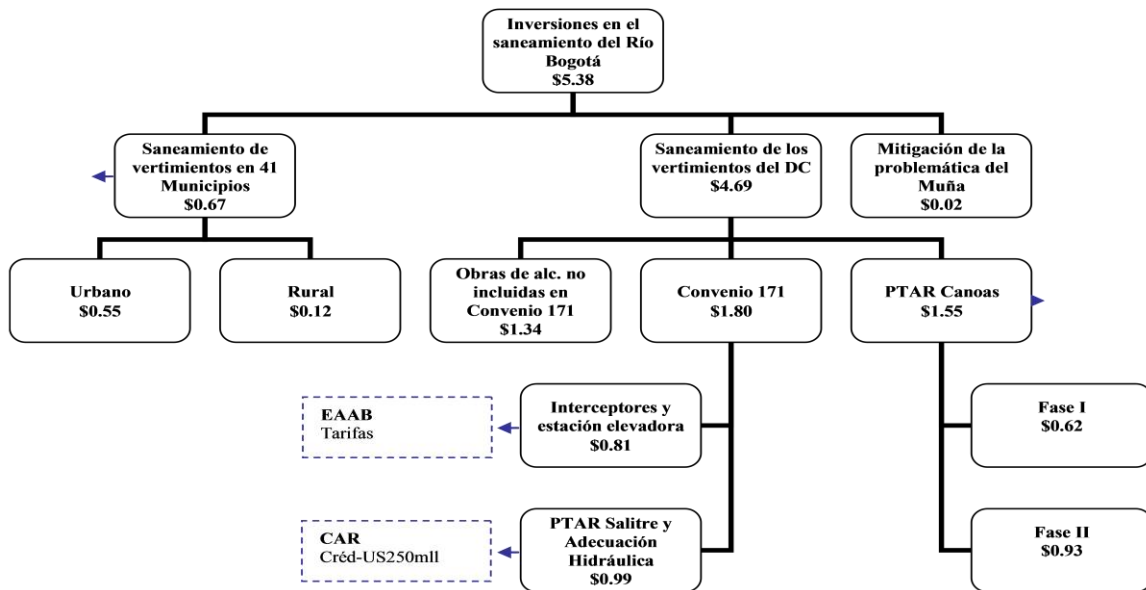 Inversiones en el
saneamiento del Río
Bogotá
$5.38
Saneamiento de
vertimientos en 41
Municipios
$0.67
Saneamiento de los
vertimientos del DC
$4.69
Mitigación de la
problemática del
Muña
$0.02
Urbano
$0.55
Rural
$0.12
Obras de alc. no
incluidas en
Convenio 171
$1.34
Convenio 171
$1.80
PTAR Canoas
$1.55
EAAB
Tarifas
Interceptores y
estación elevadora
$0.81
Fase I
$0.62
CAR
Créd-US250mll
PTAR Salitre y
Adecuación
Hidráulica
$0.99
Fase II
$0.93